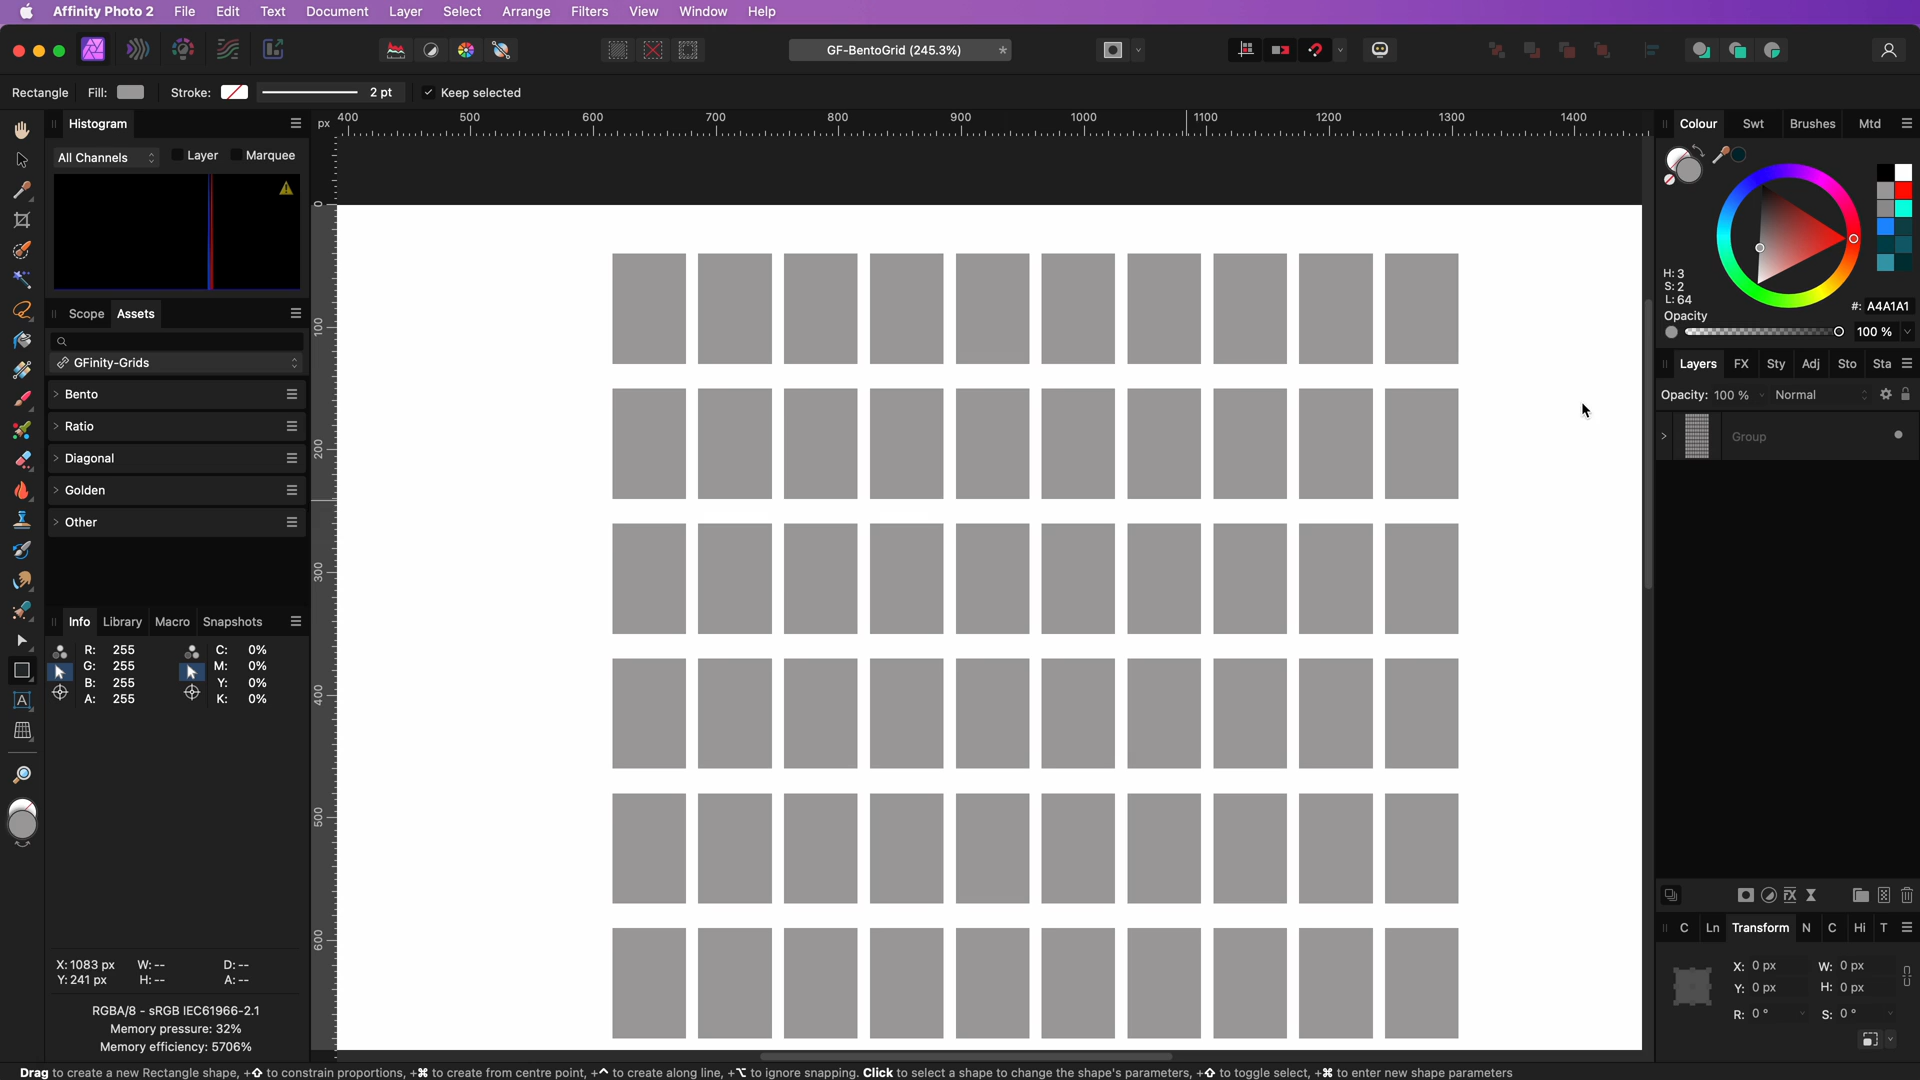 Affinity Photo 2 File Edit Text Document Layer Select Arrange Filters View Window Help
GF-BentoGrid (245.3%) *
Rectangle Fill: Stroke: 2 pt Keep selected
Histogram
All Channels Layer Marquee
Scope Assets
GFinity-Grids
Bento
Ratio
Diagonal
Golden
Other
Info Library Macro Snapshots
R: 255 C: 0%
G: 255 M: 0%
B: 255 Y: 0%
A: 255 K: 0%
X: 1083 px W: -- D: --
Y: 241 px H: -- A: --
RGBA/8 - sRGB IEC61966-2.1
Memory pressure: 32%
Memory efficiency: 5706%
px 400 500 600 700 800 900 1000 1100 1200 1300 1400
0
100
200
300
400
500
600
Colour Swt Brushes Mtd
H: 3
S: 2
L: 64
#: A4A1A1
Opacity
100 %
Layers FX Sty Adj Sto Sta
Opacity: 100 % Normal
Group
C Ln Transform N C Hi T
X: 0 px W: 0 px
Y: 0 px H: 0 px
R: 0 ° S: 0 °
Drag to create a new Rectangle shape, +⇧ to constrain proportions, +⌘ to create from centre point, +⌃ to create along line, +⌥ to ignore snapping. Click to select a shape to change the shape's parameters, +⇧ to toggle select, +⌘ to enter new shape parameters